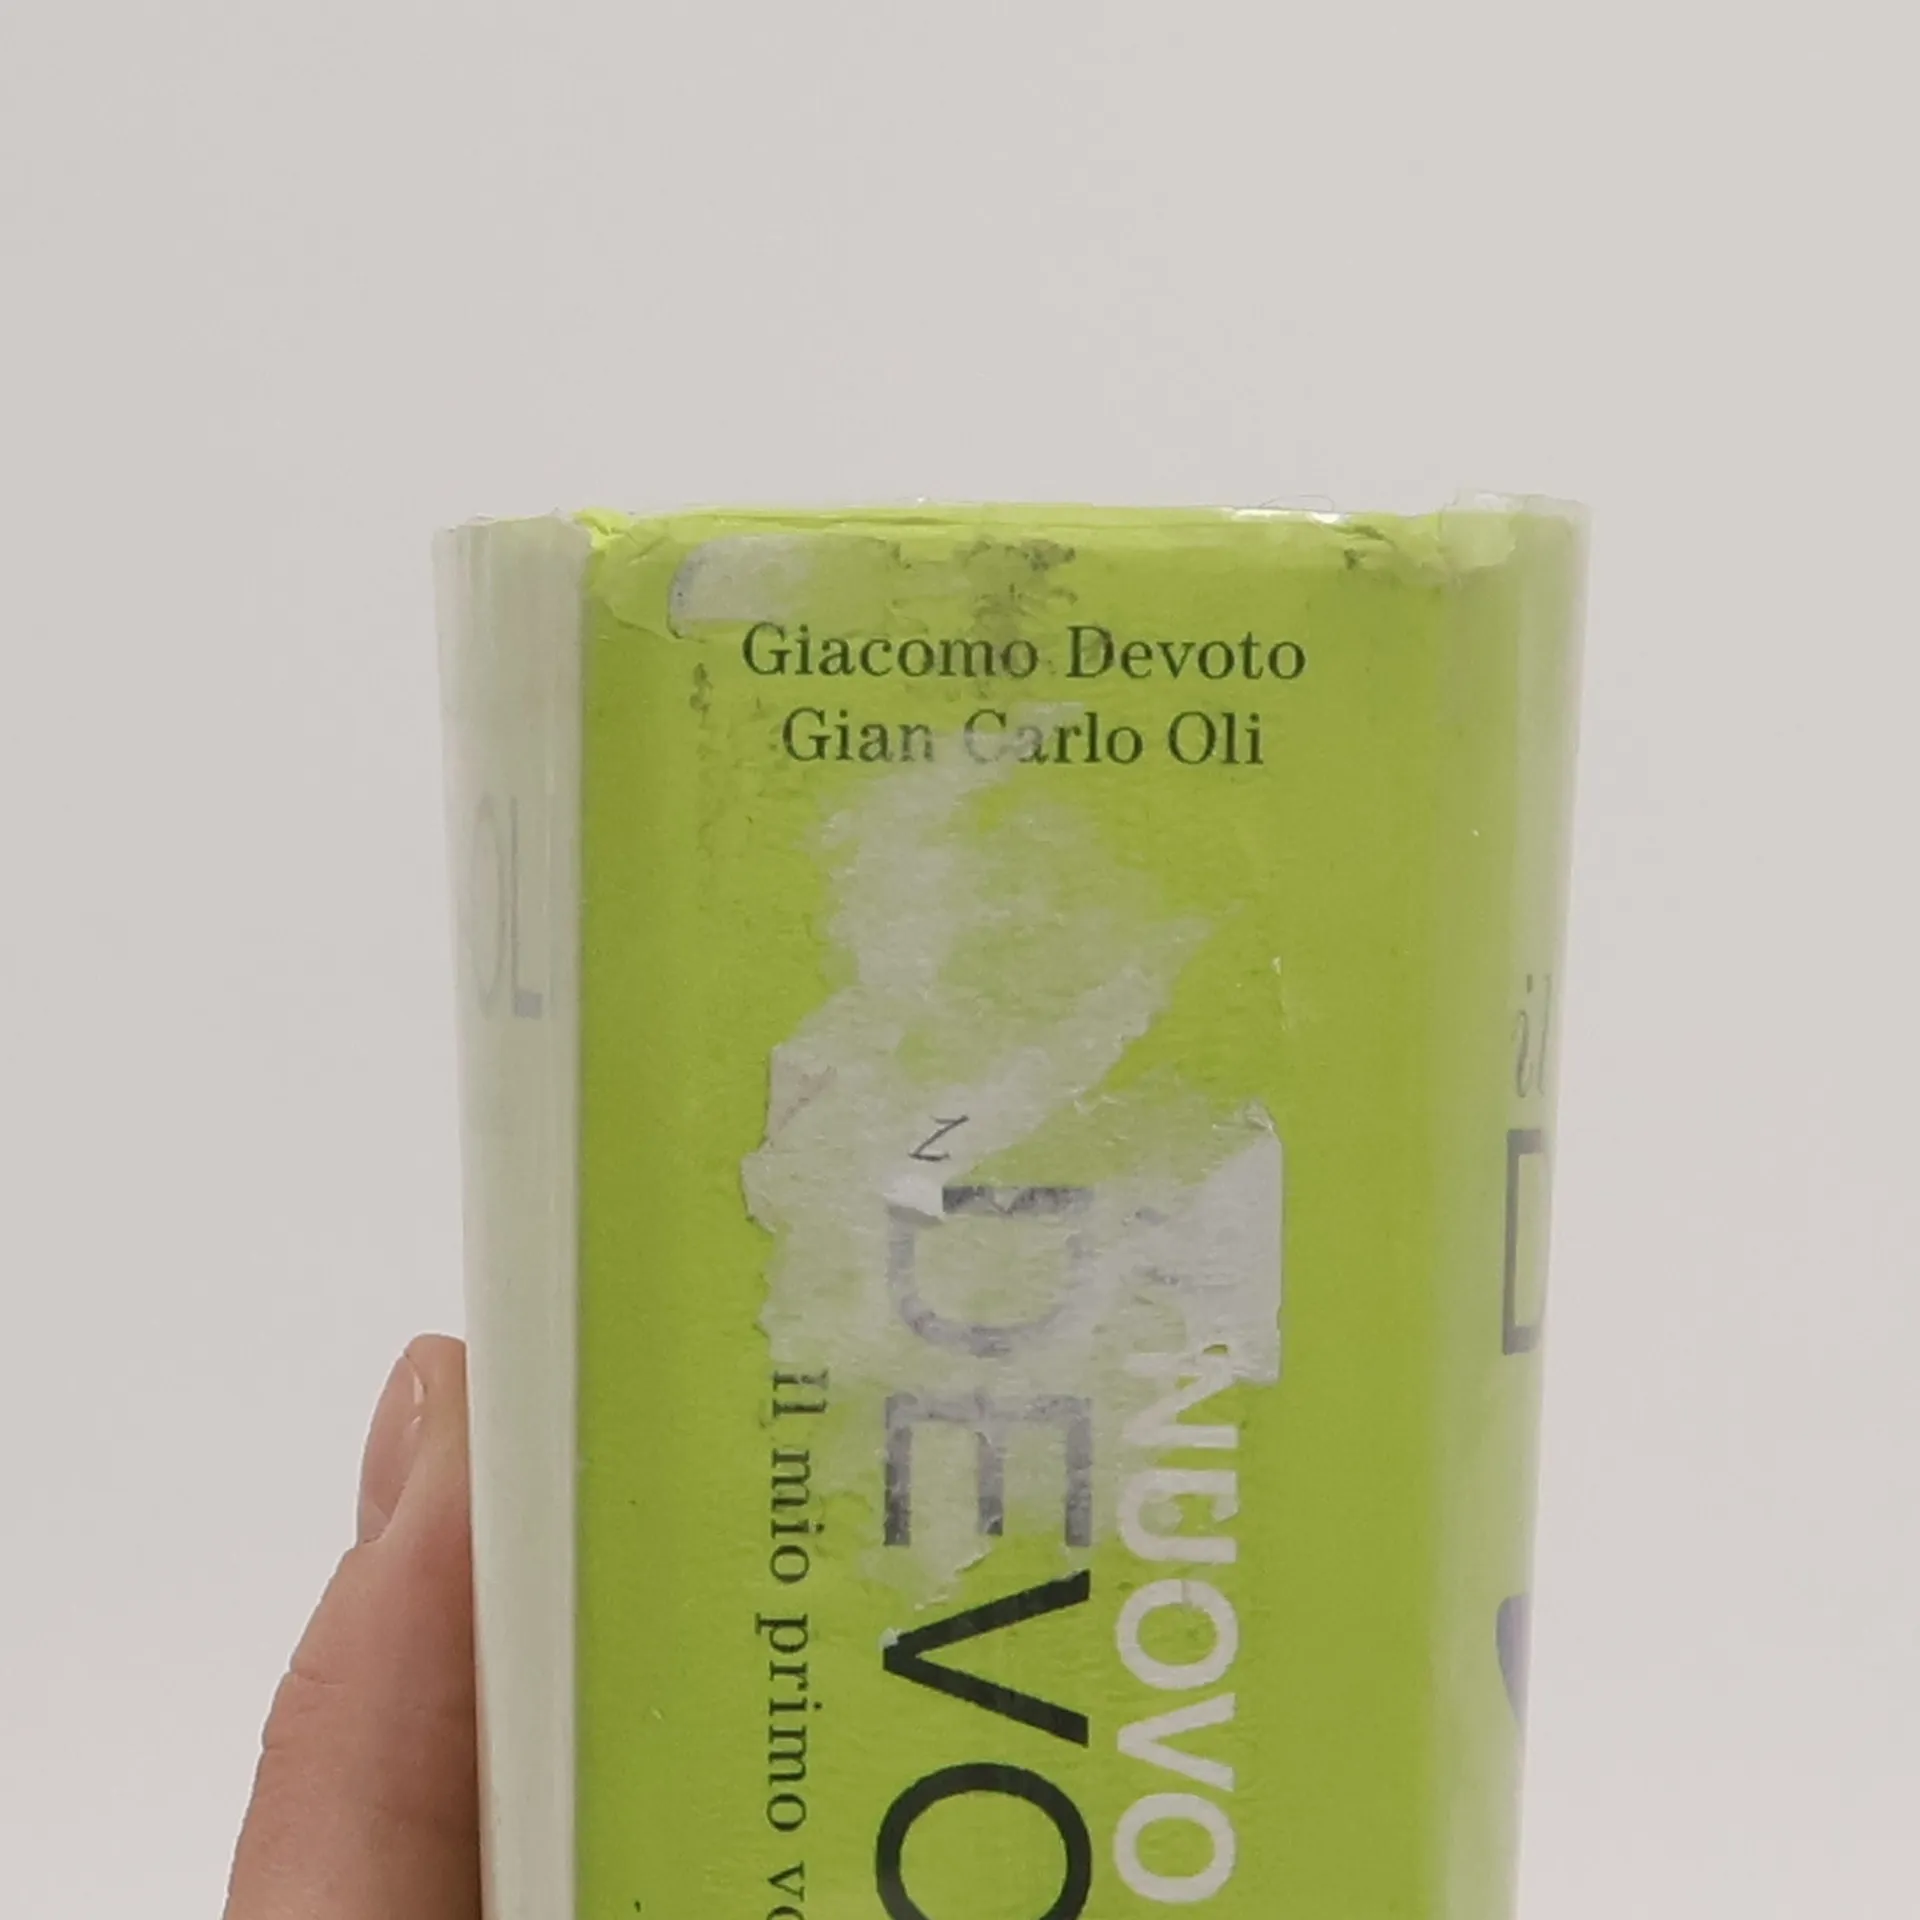 Giacomo Devoto
Gian Carlo Oli
NUOVO
DEVO
Il mio primo vo